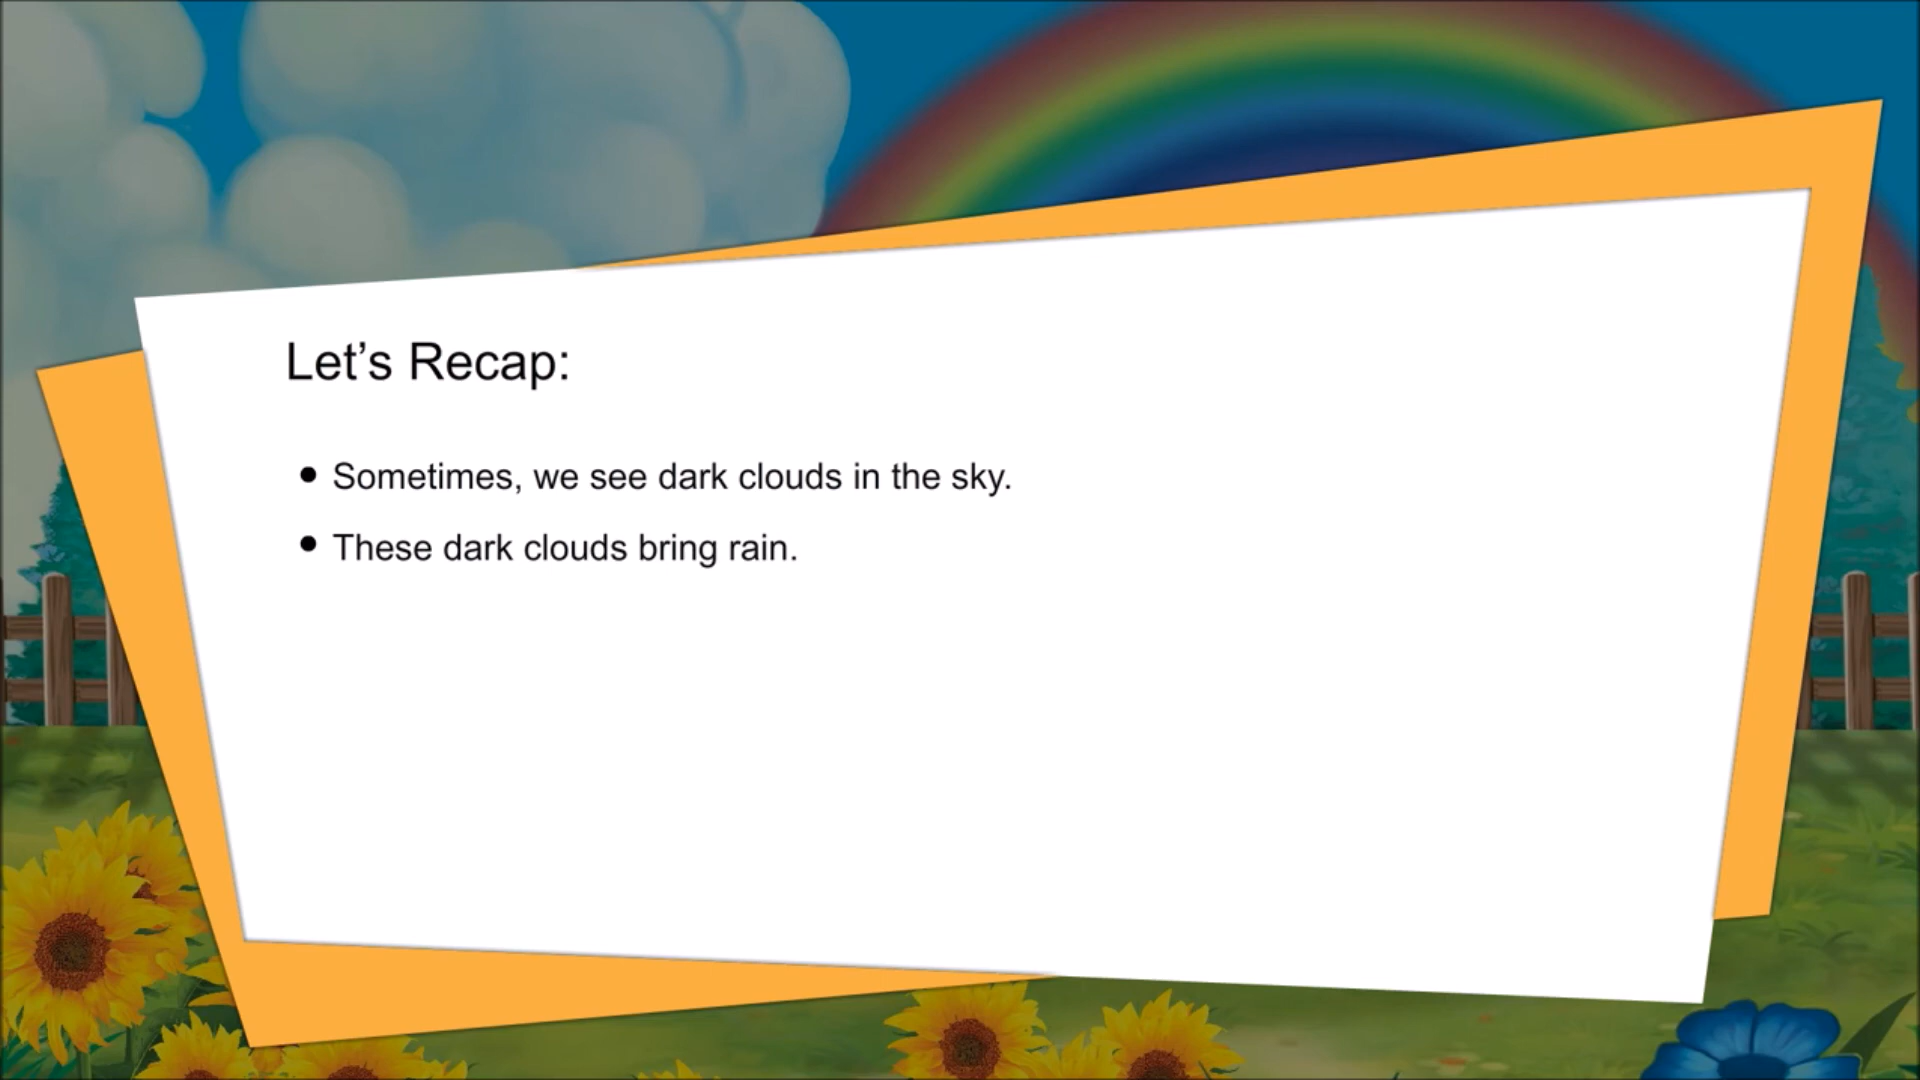 Let’s Recap:
● Sometimes, we see dark clouds in the sky.
● These dark clouds bring rain.